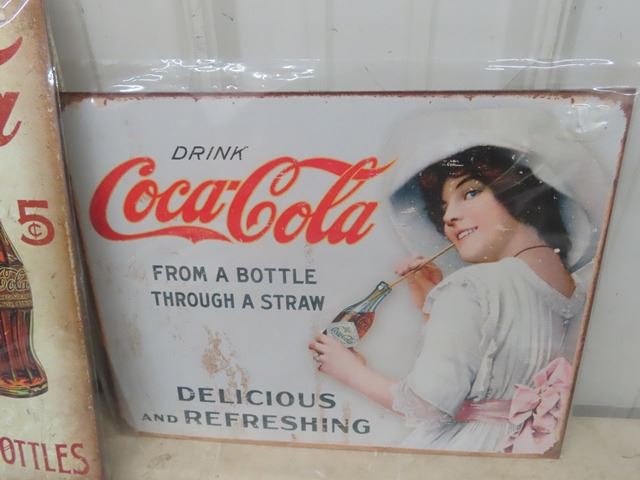 DRINK
Coca-Cola
FROM A BOTTLE
THROUGH A STRAW
DELICIOUS
AND REFRESHING
5¢
OTTLES